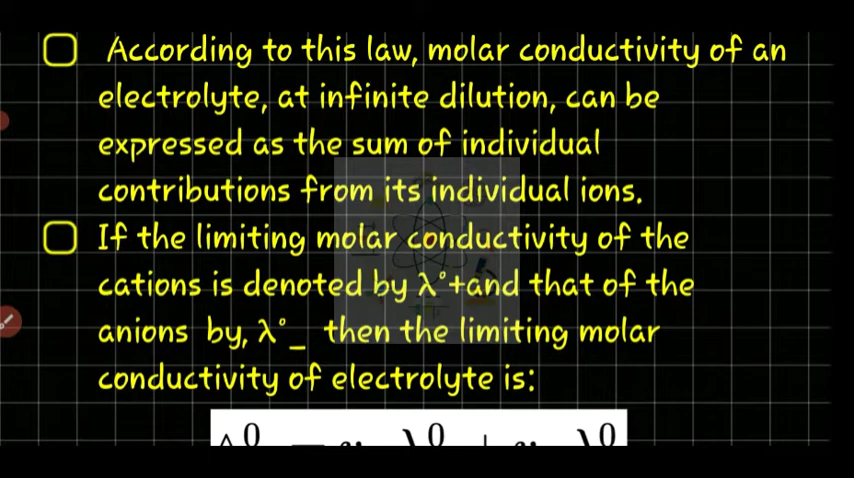 According to this law, molar conductivity of an
electrolyte, at infinite dilution, can be
expressed as the sum of individual
contributions from its individual ions.
If the limiting molar conductivity of the
cations is denoted by λ°+and that of the
anions by, λ°_ then the limiting molar
conductivity of electrolyte is: